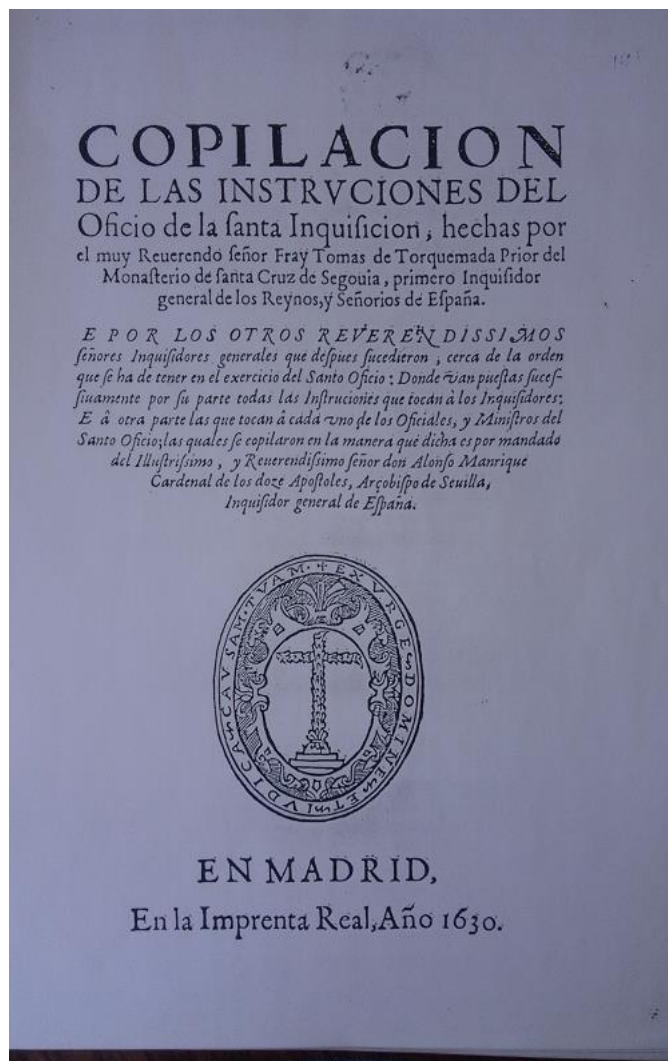 COPILACION
DE LAS INSTRVCIONES DEL
Oficio de la santa Inquisicion, hechas por
el muy Reuerendo señor Fray Tomas de Torquemada Prior del
Monasterio de santa Cruz de Segouia, primero Inquisidor
general de los Reynos, y Señorios de España.
E POR LOS OTROS REVERENDISSIMOS
señores Inquisidores generales que despues sucedieron, cerca de la orden
que se ha de tener en el exercicio del Santo Oficio: Donde van puestas suces-
siuamente por su parte todas las Instruciones que tocan à los Inquisidores:
E â otra parte las que tocan â cada vno de los Oficiales, y Ministros del
Santo Oficio; las quales se copilaron en la manera que dicha es por mandado
del Illustrissimo, y Reuerendissimo señor don Alonso Manrique
Cardenal de los doze Apostoles, Arçobispo de Seuilla,
Inquisidor general de España.
✝ EXVRGE DOMINE ET IVDICA CAVSAM TVAM.
EN MADRID,
En la Imprenta Real, Año 1630.